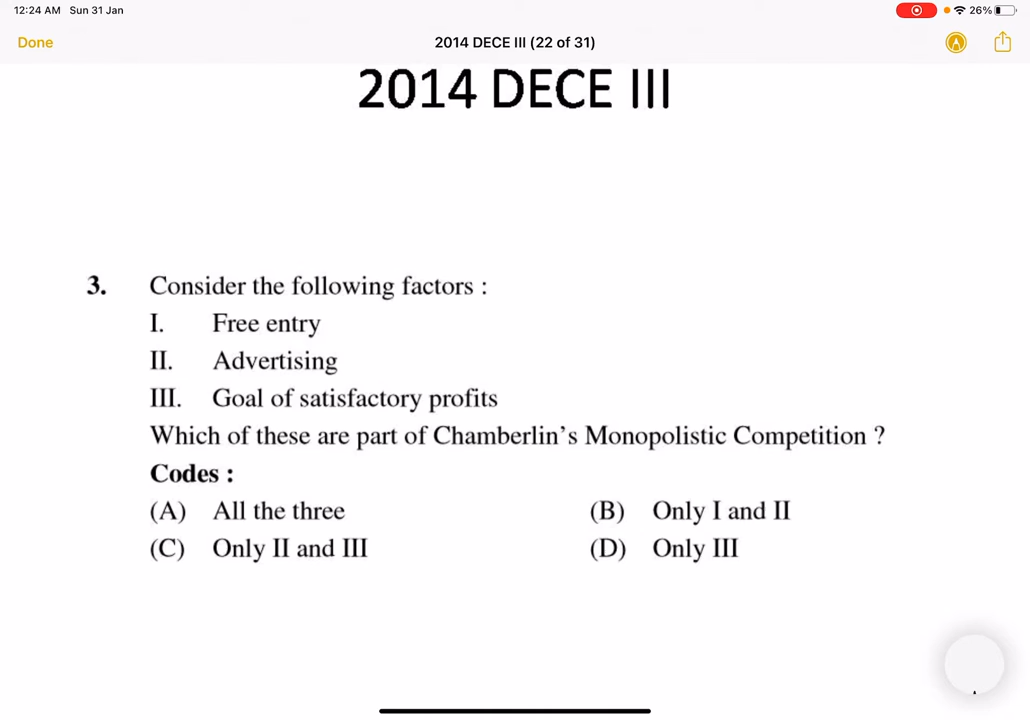 12:24 AM Sun 31 Jan 26%
Done 2014 DECE III (22 of 31)
2014 DECE III
3. Consider the following factors :
I. Free entry
II. Advertising
III. Goal of satisfactory profits
Which of these are part of Chamberlin’s Monopolistic Competition ?
Codes :
(A) All the three (B) Only I and II
(C) Only II and III (D) Only III